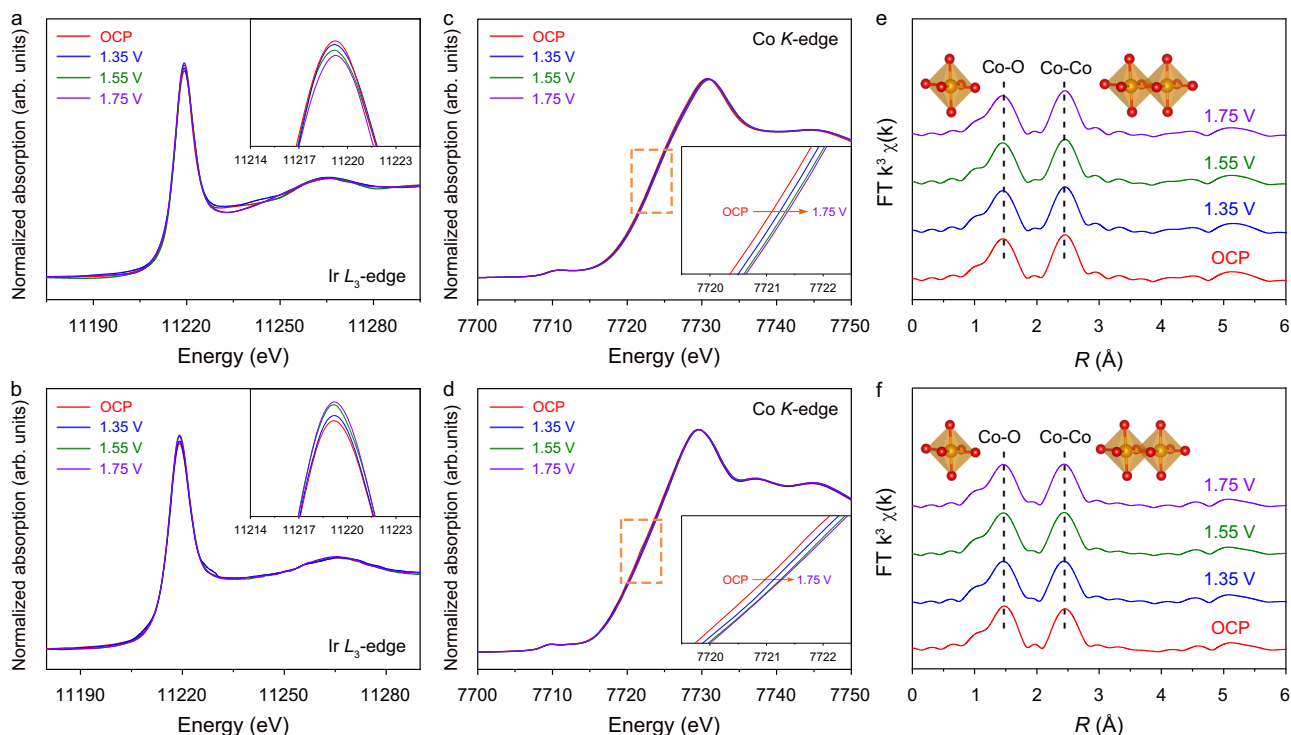 a
OCP
1.35 V
1.55 V
1.75 V
11214 11217 11220 11223
Ir L3-edge
Normalized absorption (arb. units)
11190 11220 11250 11280
Energy (eV)
c
OCP
1.35 V
1.55 V
1.75 V
Co K-edge
OCP 1.75 V
7720 7721 7722
Normalized absorption (arb. units)
7700 7710 7720 7730 7740 7750
Energy (eV)
e
Co-O Co-Co
1.75 V
1.55 V
1.35 V
OCP
FT k³ χ(k)
0 1 2 3 4 5 6
R (Å)
b
OCP
1.35 V
1.55 V
1.75 V
11214 11217 11220 11223
Ir L3-edge
Normalized absorption (arb. units)
11190 11220 11250 11280
Energy (eV)
d
OCP
1.35 V
1.55 V
1.75 V
Co K-edge
OCP 1.75 V
7720 7721 7722
Normalized absorption (arb.units)
7700 7710 7720 7730 7740 7750
Energy (eV)
f
Co-O Co-Co
1.75 V
1.55 V
1.35 V
OCP
FT k³ χ(k)
0 1 2 3 4 5 6
R (Å)